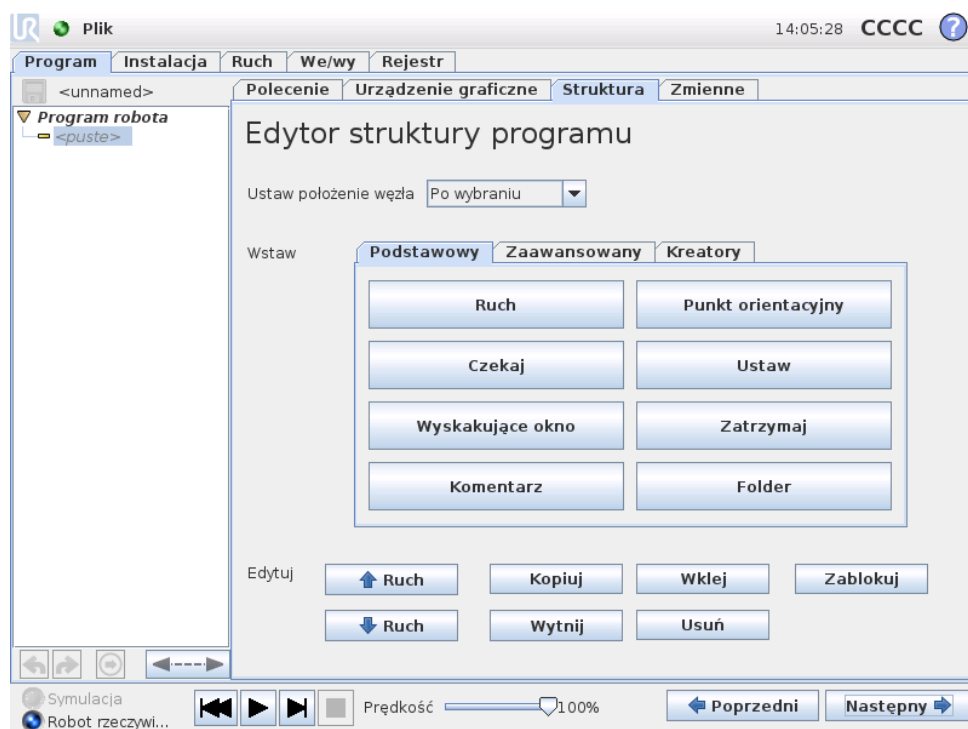 UR Plik 14:05:28 CCCC ?
Program Instalacja Ruch We/wy Rejestr
<unnamed>
Polecenie Urządzenie graficzne Struktura Zmienne
Program robota
<puste>
Edytor struktury programu
Ustaw położenie węzła Po wybraniu
Wstaw
Podstawowy Zaawansowany Kreatory
Ruch Punkt orientacyjny
Czekaj Ustaw
Wyskakujące okno Zatrzymaj
Komentarz Folder
Edytuj
Ruch Kopiuj Wklej Zablokuj
Ruch Wytnij Usuń
Symulacja
Robot rzeczywi...
Prędkość 100%
Poprzedni Następny